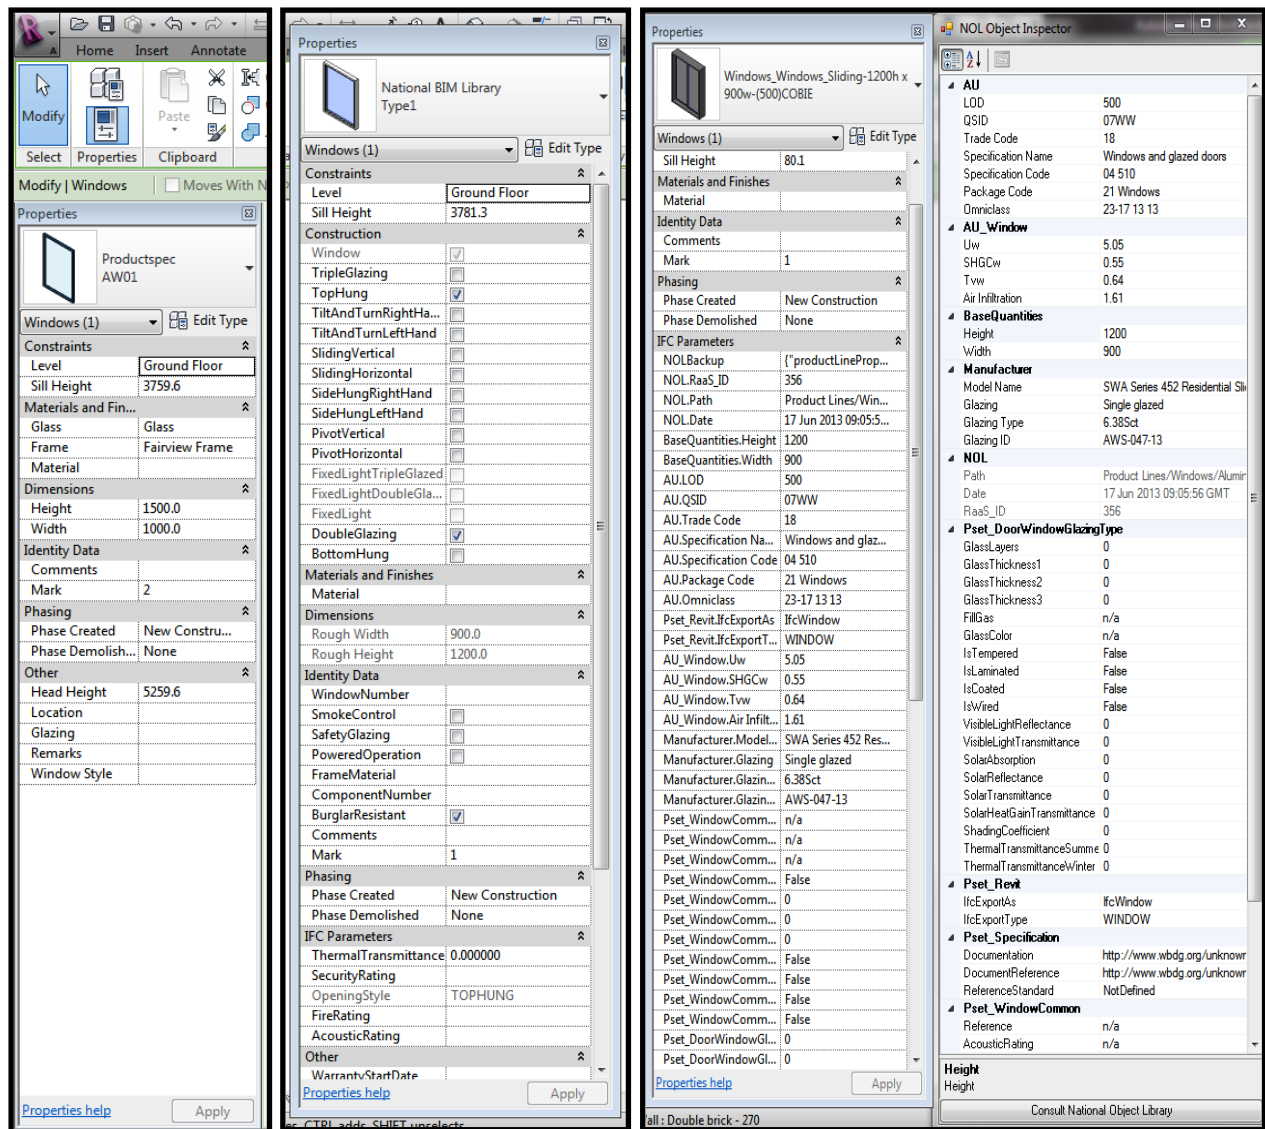 Home Insert Annotate
Modify
Paste
Select Properties Clipboard
Modify | Windows Moves With N
Properties
Productspec
AW01
Windows (1) Edit Type
Constraints
Level Ground Floor
Sill Height 3759.6
Materials and Fin...
Glass Glass
Frame Fairview Frame
Material
Dimensions
Height 1500.0
Width 1000.0
Identity Data
Comments
Mark 2
Phasing
Phase Created New Constru...
Phase Demolish... None
Other
Head Height 5259.6
Location
Glazing
Remarks
Window Style
Properties help Apply
Properties
National BIM Library
Type1
Windows (1) Edit Type
Constraints
Level Ground Floor
Sill Height 3781.3
Construction
Window
TripleGlazing
TopHung
TiltAndTurnRightHa...
TiltAndTurnLeftHand
SlidingVertical
SlidingHorizontal
SideHungRightHand
SideHungLeftHand
PivotVertical
PivotHorizontal
FixedLightTripleGlazed
FixedLightDoubleGla...
FixedLight
DoubleGlazing
BottomHung
Materials and Finishes
Material
Dimensions
Rough Width 900.0
Rough Height 1200.0
Identity Data
WindowNumber
SmokeControl
SafetyGlazing
PoweredOperation
FrameMaterial
ComponentNumber
BurglarResistant
Comments
Mark 1
Phasing
Phase Created New Construction
Phase Demolished None
IFC Parameters
ThermalTransmittance 0.000000
SecurityRating
OpeningStyle TOPHUNG
FireRating
AcousticRating
Other
WarrantyStartDate
Properties help Apply
es, CTRL adds, SHIFT unselects
Properties
Windows_Windows_Sliding-1200h x
900w-(500)COBIE
Windows (1) Edit Type
Sill Height 80.1
Materials and Finishes
Material
Identity Data
Comments
Mark 1
Phasing
Phase Created New Construction
Phase Demolished None
IFC Parameters
NOLBackup {"productLineProp...
NOL.RaaS_ID 356
NOL.Path Product Lines/Win...
NOL.Date 17 Jun 2013 09:05:5...
BaseQuantities.Height 1200
BaseQuantities.Width 900
AU.LOD 500
AU.QSID 07WW
AU.Trade Code 18
AU.Specification Na... Windows and glaz...
AU.Specification Code 04 510
AU.Package Code 21 Windows
AU.Omniclass 23-17 13 13
Pset_Revit.IfcExportAs IfcWindow
Pset_Revit.IfcExportT... WINDOW
AU_Window.Uw 5.05
AU_Window.SHGCw 0.55
AU_Window.Tvw 0.64
AU_Window.Air Infilt... 1.61
Manufacturer.Model... SWA Series 452 Res...
Manufacturer.Glazing Single glazed
Manufacturer.Glazin... 6.38Sct
Manufacturer.Glazin... AWS-047-13
Pset_WindowComm... n/a
Pset_WindowComm... n/a
Pset_WindowComm... n/a
Pset_WindowComm... False
Pset_WindowComm... 0
Pset_WindowComm... 0
Pset_WindowComm... 0
Pset_WindowComm... False
Pset_WindowComm... False
Pset_WindowComm... False
Pset_WindowComm... False
Pset_DoorWindowGl... 0
Pset_DoorWindowGl... 0
Properties help Apply
all : Double brick - 270
NOL Object Inspector
AU
LOD 500
QSID 07WW
Trade Code 18
Specification Name Windows and glazed doors
Specification Code 04 510
Package Code 21 Windows
Omniclass 23-17 13 13
AU_Window
Uw 5.05
SHGCw 0.55
Tvw 0.64
Air Infiltration 1.61
BaseQuantities
Height 1200
Width 900
Manufacturer
Model Name SWA Series 452 Residential Sli
Glazing Single glazed
Glazing Type 6.38Sct
Glazing ID AWS-047-13
NOL
Path Product Lines/Windows/Alumin
Date 17 Jun 2013 09:05:56 GMT
RaaS_ID 356
Pset_DoorWindowGlazingType
GlassLayers 0
GlassThickness1 0
GlassThickness2 0
GlassThickness3 0
FillGas n/a
GlassColor n/a
IsTempered False
IsLaminated False
IsCoated False
IsWired False
VisibleLightReflectance 0
VisibleLightTransmittance 0
SolarAbsorption 0
SolarReflectance 0
SolarTransmittance 0
SolarHeatGainTransmittance 0
ShadingCoefficient 0
ThermalTransmittanceSumme 0
ThermalTransmittanceWinter 0
Pset_Revit
IfcExportAs IfcWindow
IfcExportType WINDOW
Pset_Specification
Documentation http://www.wbdg.org/unknown
DocumentReference http://www.wbdg.org/unknown
ReferenceStandard NotDefined
Pset_WindowCommon
Reference n/a
AcousticRating n/a
Height
Height
Consult National Object Library